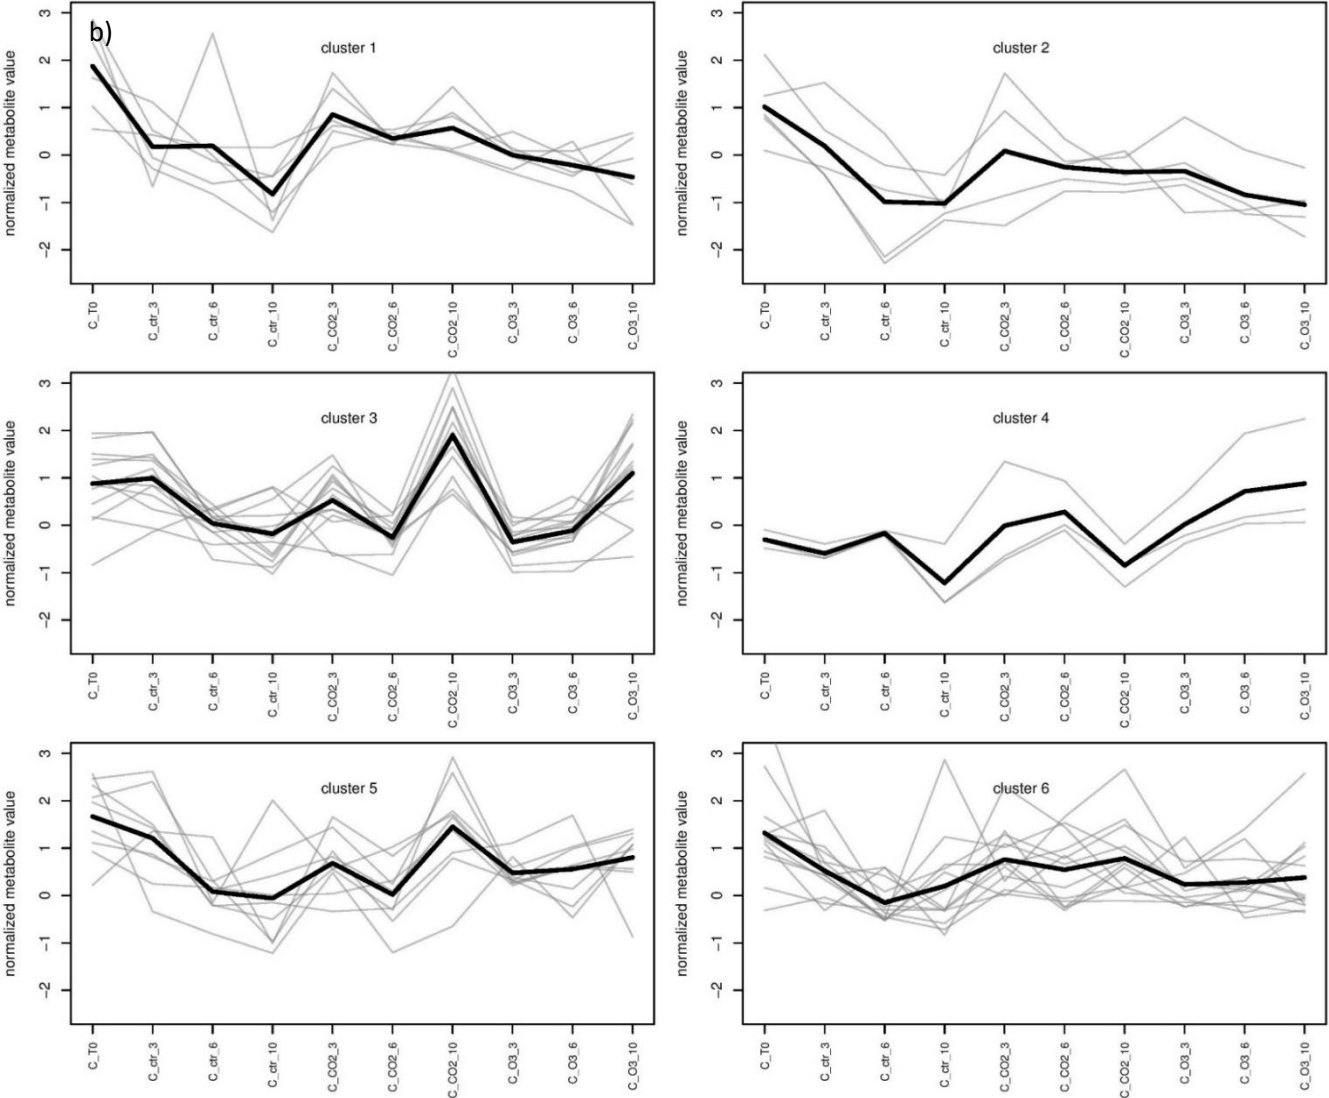 b)
cluster 1
normalized metabolite value
3
2
1
0
−1
−2
C_T0
C_ctr_3
C_ctr_6
C_ctr_10
C_CO2_3
C_CO2_6
C_CO2_10
C_O3_3
C_O3_6
C_O3_10
cluster 2
normalized metabolite value
3
2
1
0
−1
−2
C_T0
C_ctr_3
C_ctr_6
C_ctr_10
C_CO2_3
C_CO2_6
C_CO2_10
C_O3_3
C_O3_6
C_O3_10
cluster 3
normalized metabolite value
3
2
1
0
−1
−2
C_T0
C_ctr_3
C_ctr_6
C_ctr_10
C_CO2_3
C_CO2_6
C_CO2_10
C_O3_3
C_O3_6
C_O3_10
cluster 4
normalized metabolite value
3
2
1
0
−1
−2
C_T0
C_ctr_3
C_ctr_6
C_ctr_10
C_CO2_3
C_CO2_6
C_CO2_10
C_O3_3
C_O3_6
C_O3_10
cluster 5
normalized metabolite value
3
2
1
0
−1
−2
C_T0
C_ctr_3
C_ctr_6
C_ctr_10
C_CO2_3
C_CO2_6
C_CO2_10
C_O3_3
C_O3_6
C_O3_10
cluster 6
normalized metabolite value
3
2
1
0
−1
−2
C_T0
C_ctr_3
C_ctr_6
C_ctr_10
C_CO2_3
C_CO2_6
C_CO2_10
C_O3_3
C_O3_6
C_O3_10